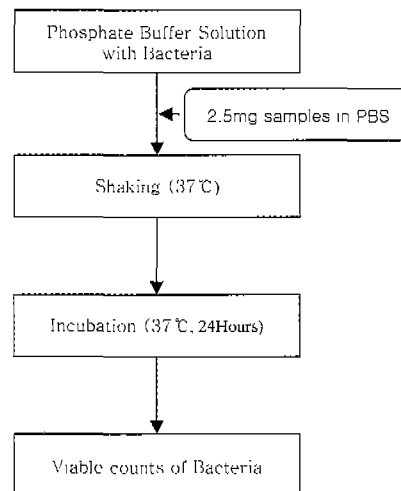 Phosphate Buffer Solution
with Bacteria
2.5mg samples in PBS
Shaking (37℃)
Incubation (37℃, 24Hours)
Viable counts of Bacteria